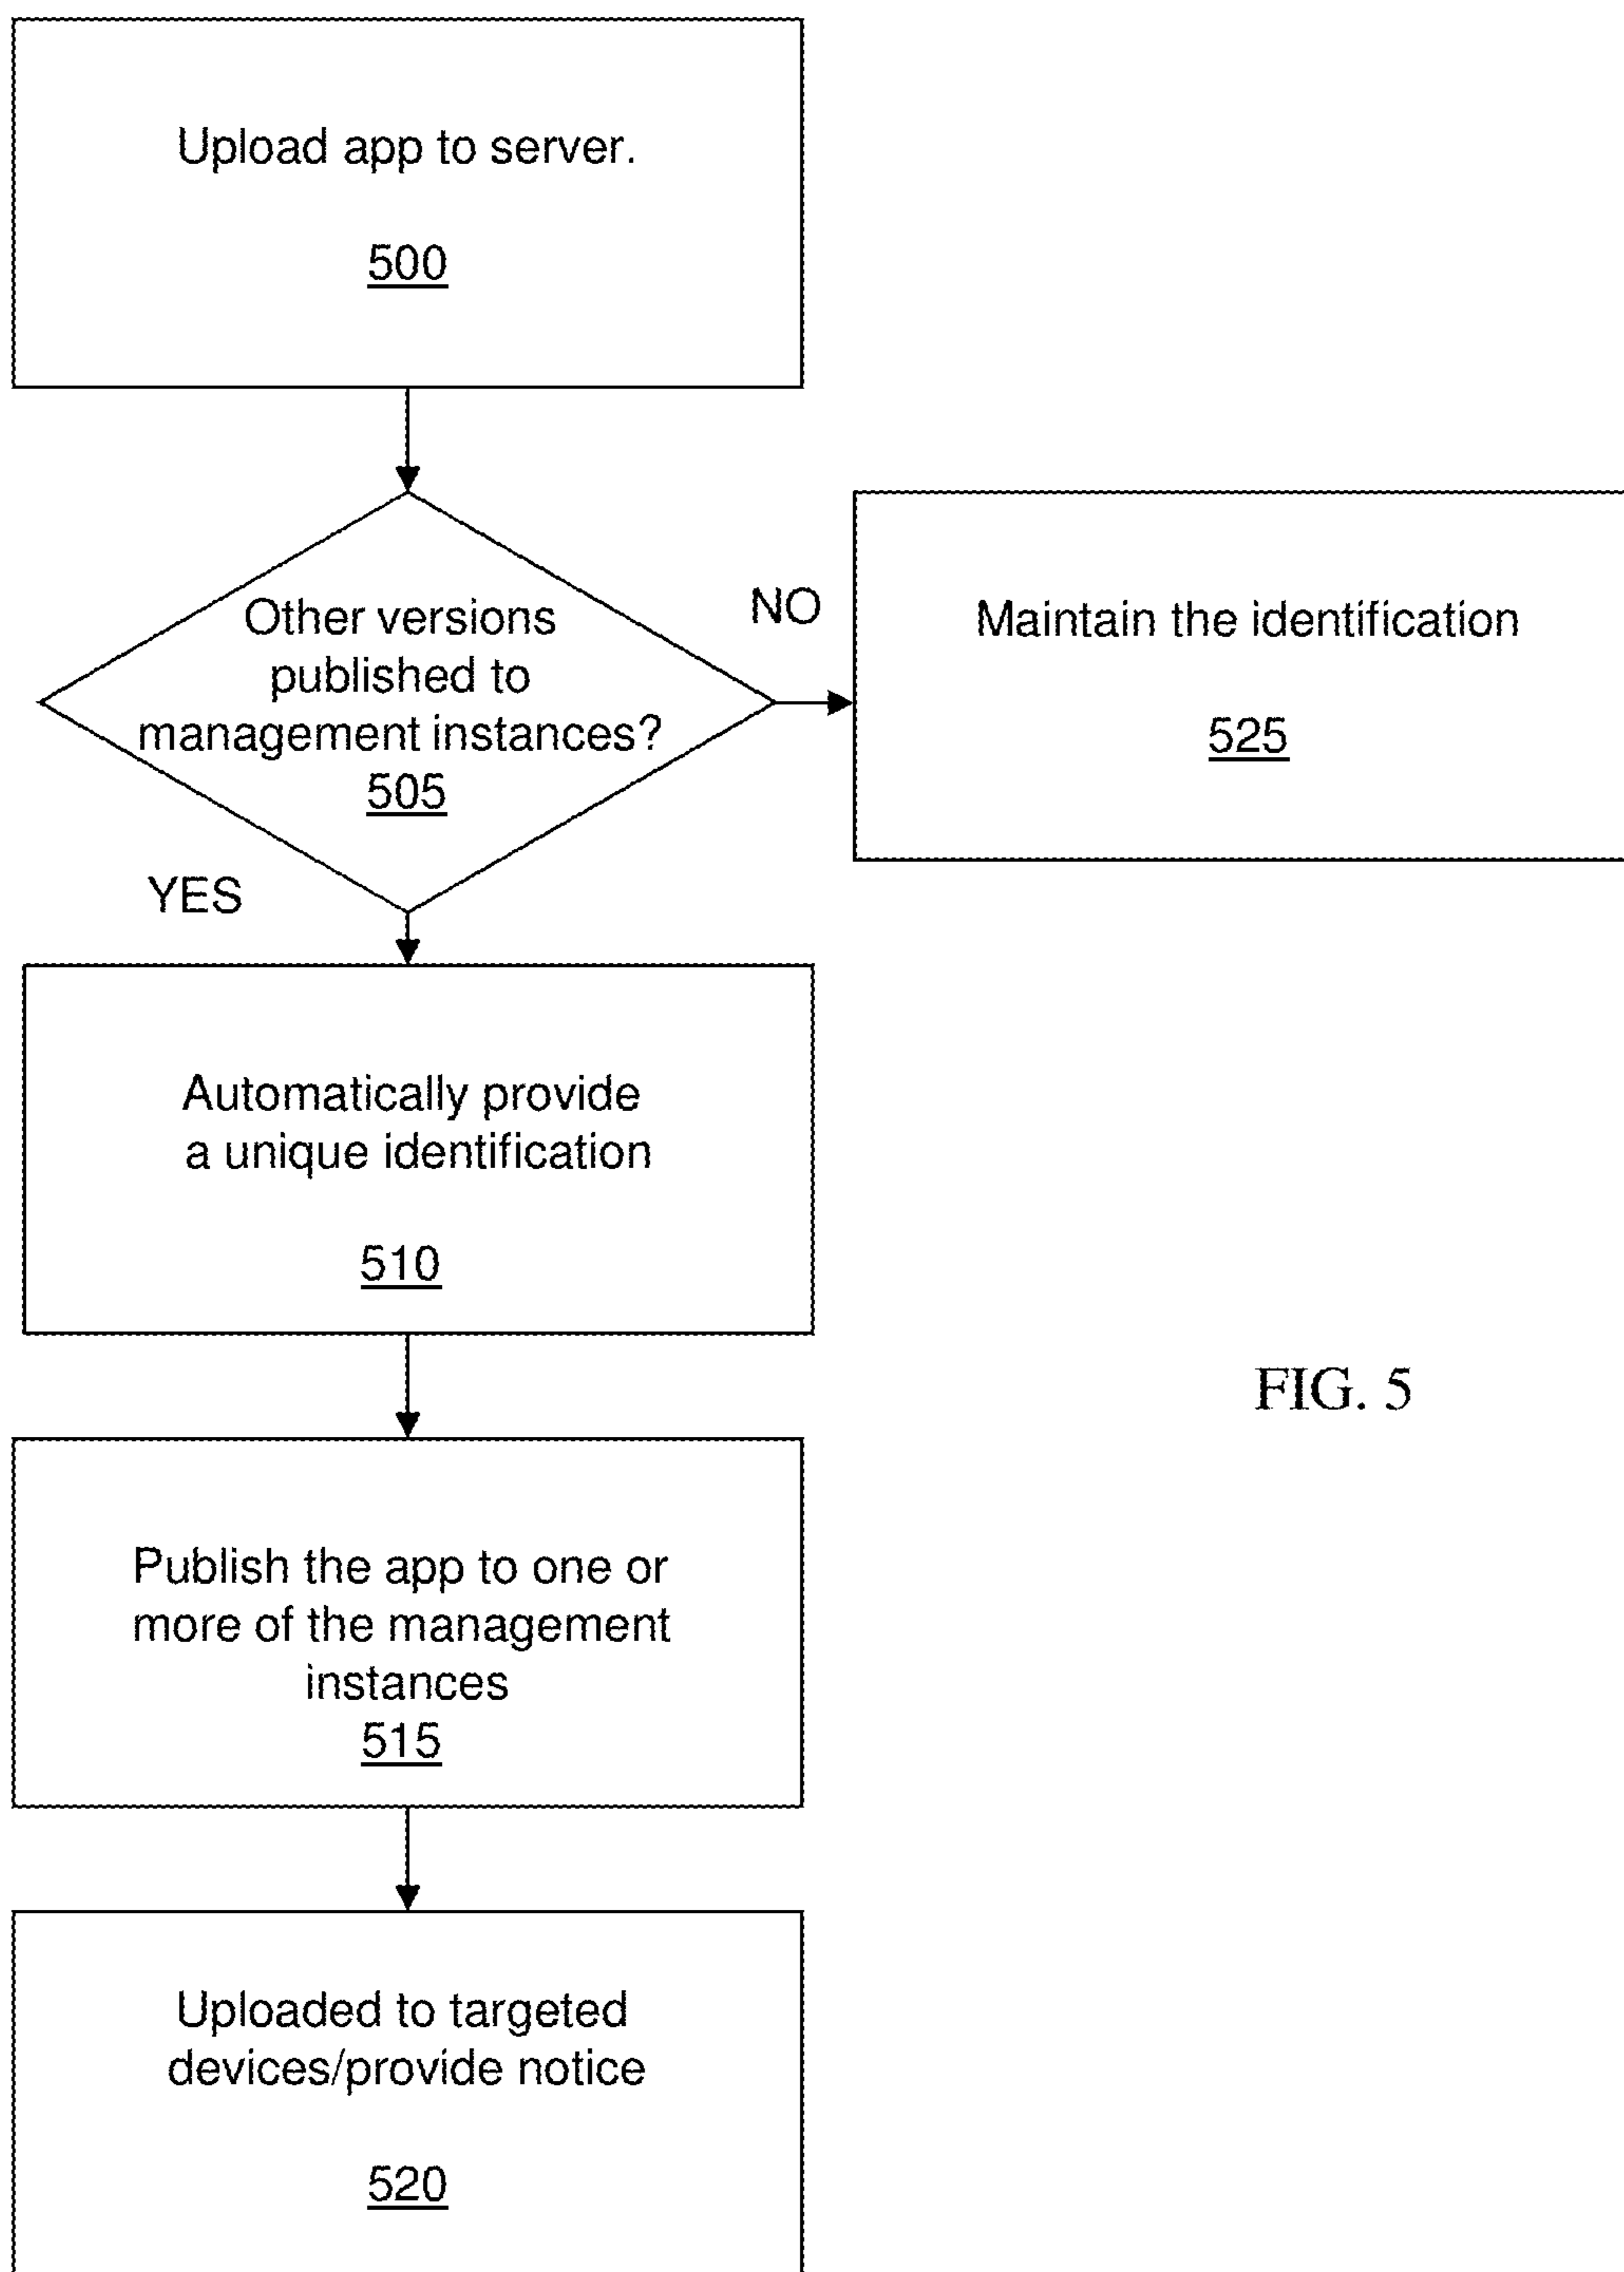 Upload app to server.
500
Other versions
published to
management instances?
505
NO
Maintain the identification
525
YES
Automatically provide
a unique identification
510
FIG. 5
Publish the app to one or
more of the management
instances
515
Uploaded to targeted
devices/provide notice
520